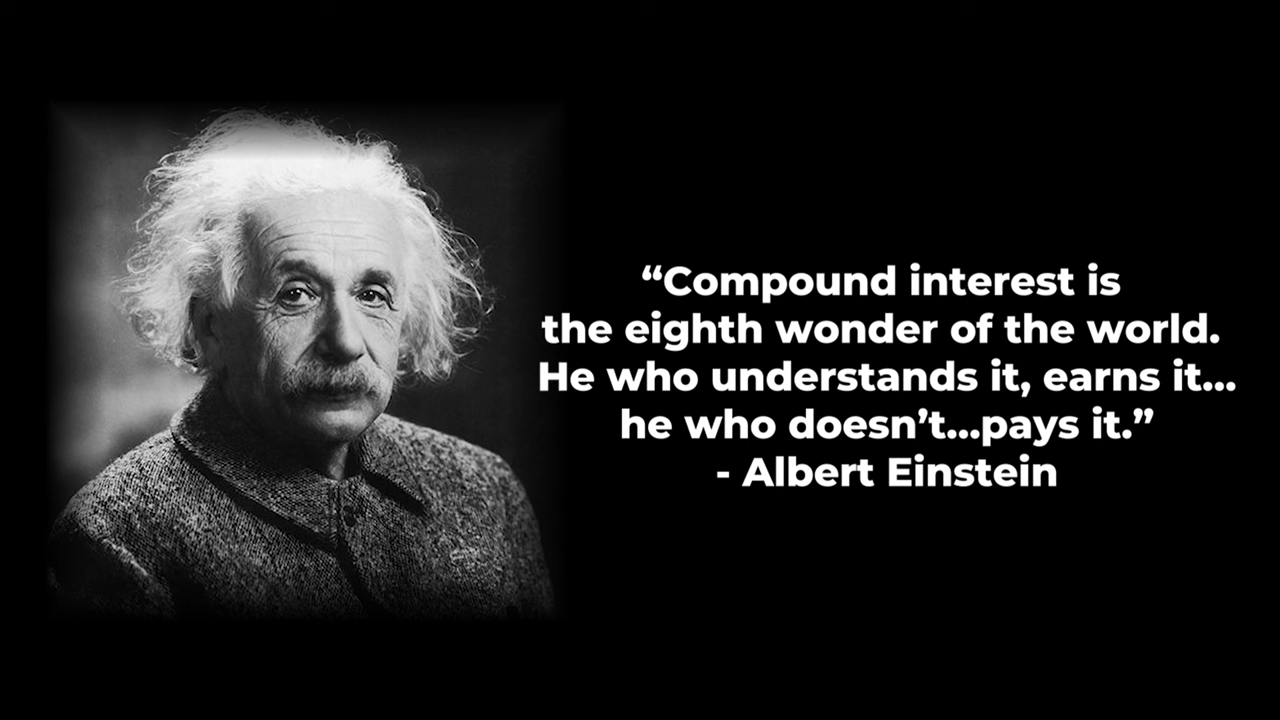 “Compound interest is
the eighth wonder of the world.
He who understands it, earns it...
he who doesn’t...pays it.”
- Albert Einstein